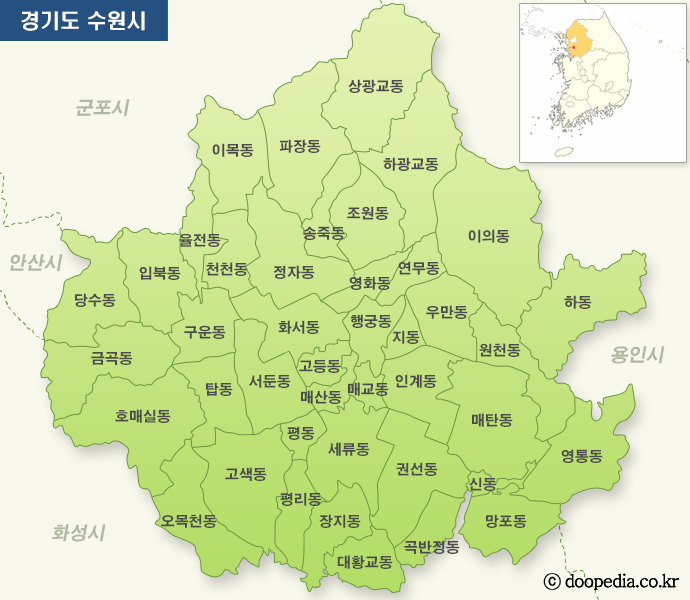 경기도 수원시
상광교동
군포시
이목동
파장동
하광교동
조원동
송죽동
이의동
율전동
안산시
입북동
천천동
정자동
영화동
연무동
당수동
하동
구운동
화서동
행궁동
우만동
지동
원천동
용인시
금곡동
고등동
탑동
서둔동
매산동
매교동
인계동
호매실동
매탄동
평동
세류동
영통동
고색동
권선동
신동
평리동
오목천동
장지동
망포동
화성시
곡반정동
대황교동
ⓒ doopedia.co.kr